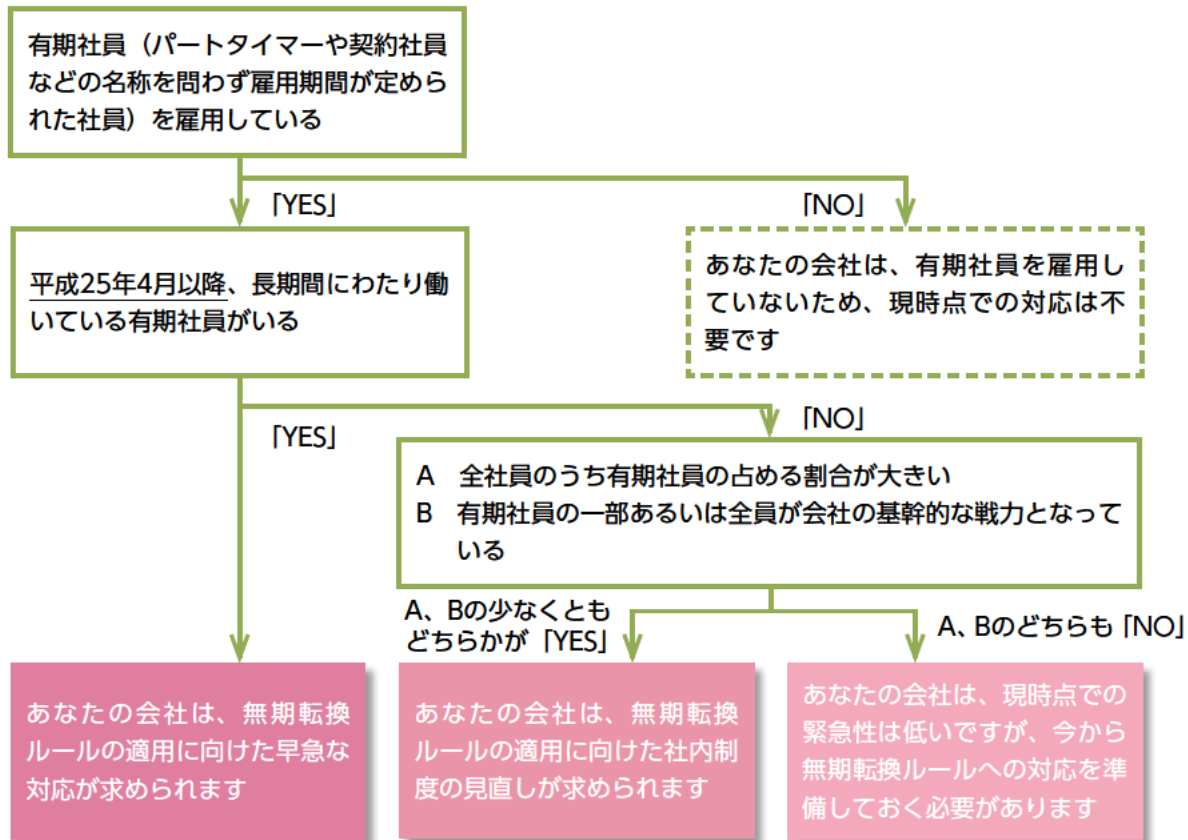 有期社員（パートタイマーや契約社員
などの名称を問わず雇用期間が定めら
れた社員）を雇用している
「YES」
「NO」
平成25年4月以降、長期間にわたり働
いている有期社員がいる
あなたの会社は、有期社員を雇用し
ていないため、現時点での対応は不
要です
「YES」
「NO」
A　全社員のうち有期社員の占める割合が大きい
B　有期社員の一部あるいは全員が会社の基幹的な戦力となって
いる
A、Bの少なくとも
どちらかが「YES」
A、Bのどちらも「NO」
あなたの会社は、無期転換
ルールの適用に向けた早急な
対応が求められます
あなたの会社は、無期転換
ルールの適用に向けた社内制
度の見直しが求められます
あなたの会社は、現時点での
緊急性は低いですが、今から
無期転換ルールへの対応を準
備しておく必要があります